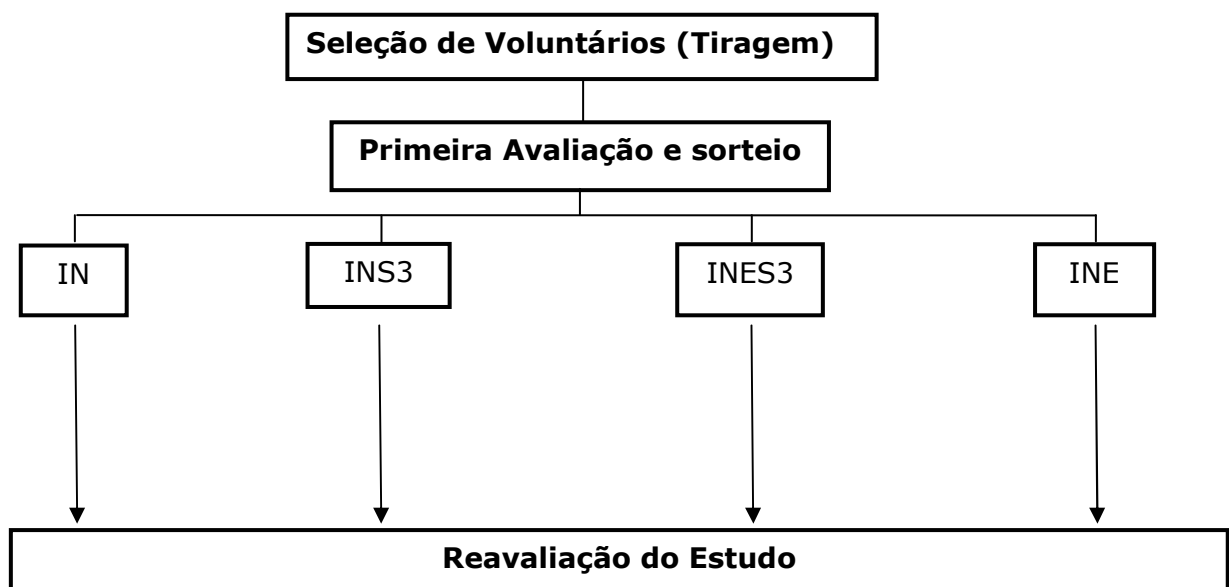 Seleção de Voluntários (Tiragem)
Primeira Avaliação e sorteio
IN
INS3
INES3
INE
Reavaliação do Estudo